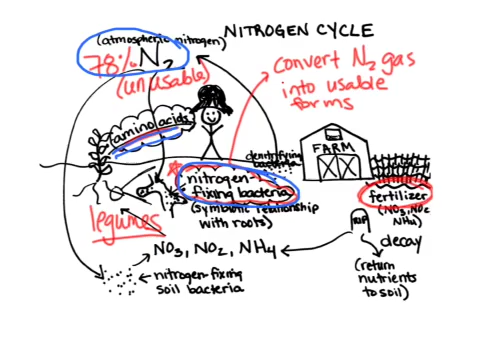 NITROGEN CYCLE
(atmospheric nitrogen)
78% N2
(unusable)
convert N2 gas
into usable
forms
amino acids
FARM
denitrifying
bacteria
nitrogen-
fixing bacteria
(symbiotic relationship
with roots)
fertilizer
(NO3, NO2
NH4)
legumes
RIP
decay
(return
nutrients
to soil)
NO3, NO2, NH4
nitrogen-fixing
soil bacteria